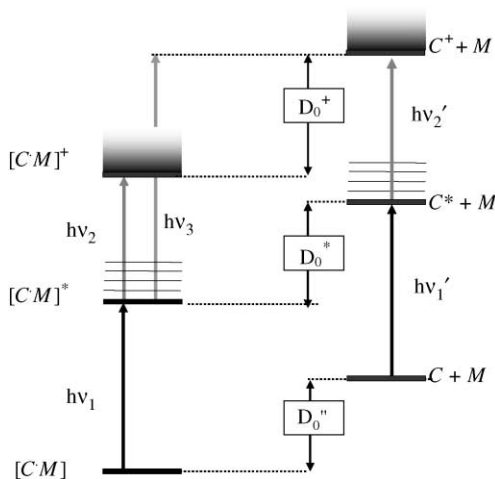 C⁺ + M
D₀⁺
hν₂′
[C·M]⁺
hν₂
hν₃
C* + M
D₀*
hν₁′
[C·M]*
hν₁
C + M
D₀"
[C·M]